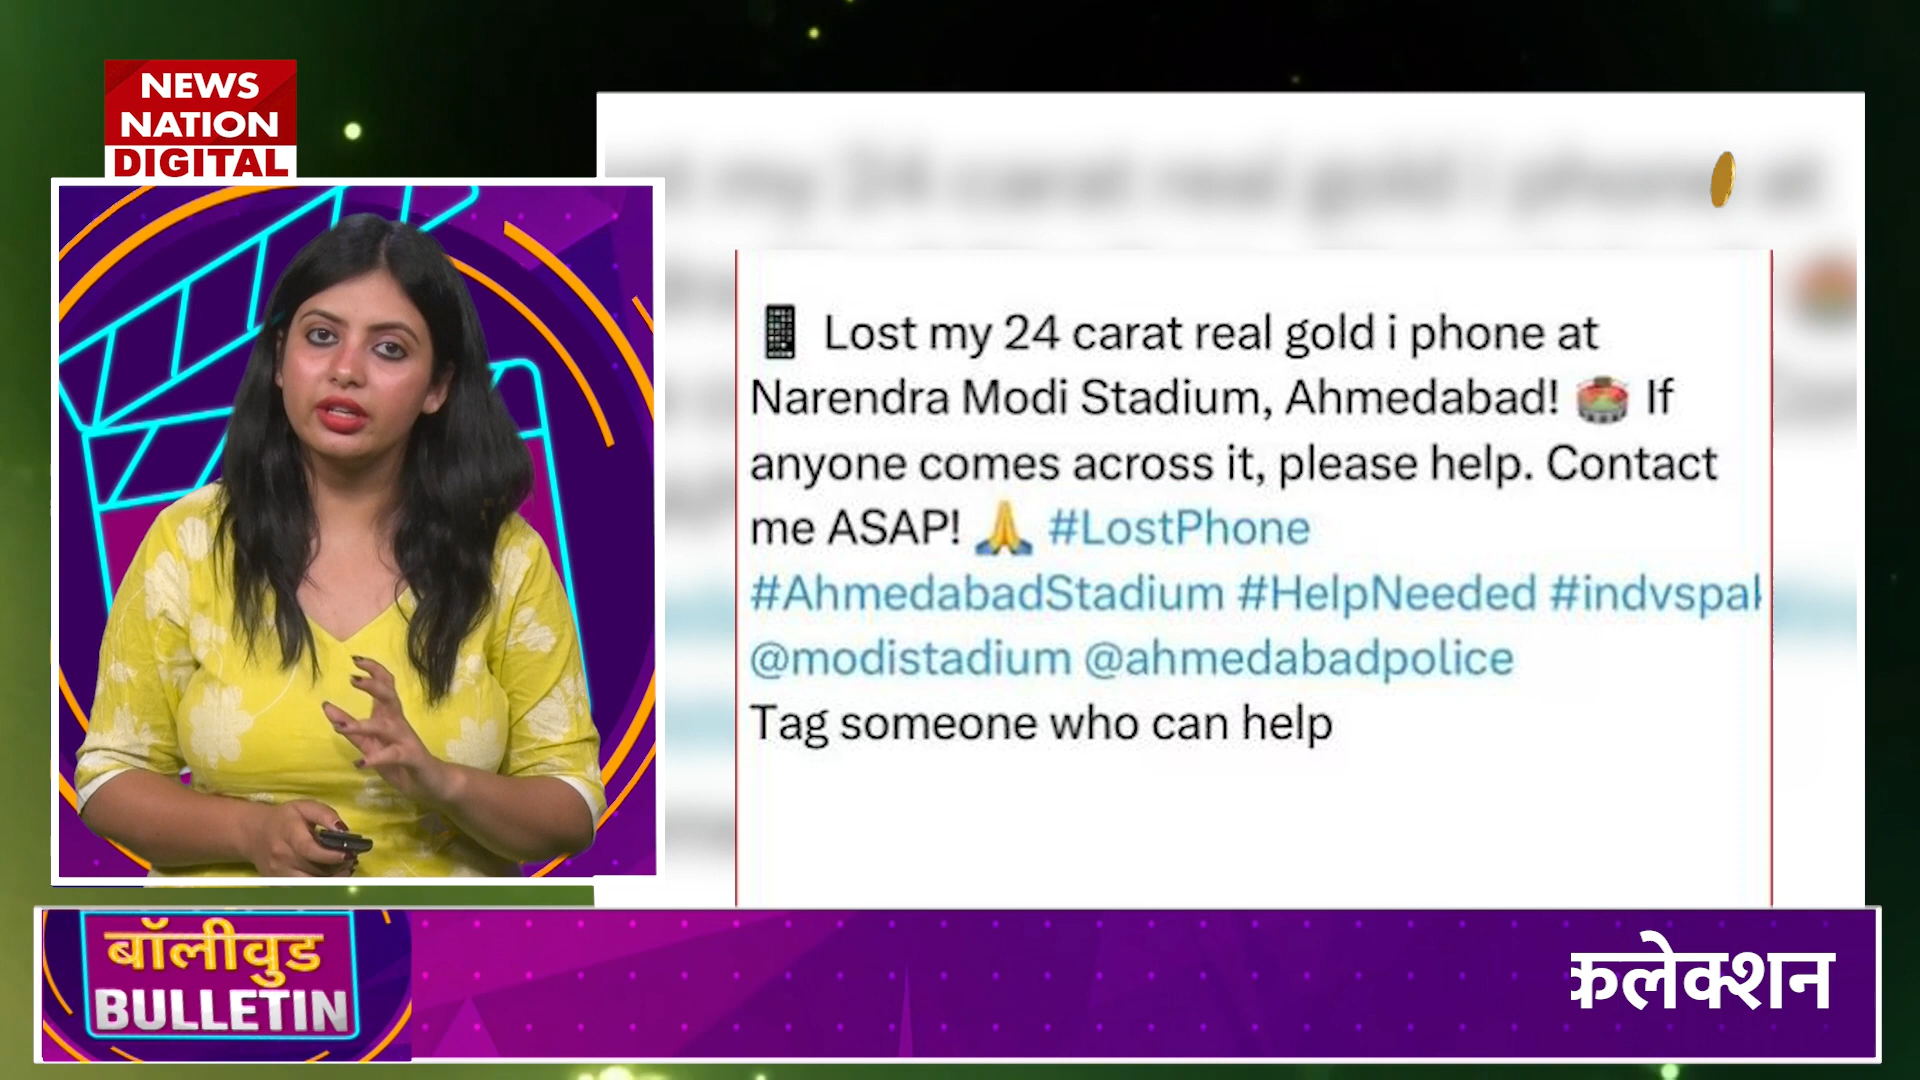 NEWS
NATION
DIGITAL
Lost my 24 carat real gold i phone at
Narendra Modi Stadium, Ahmedabad! If
anyone comes across it, please help. Contact
me ASAP! 🙏 #LostPhone
#AhmedabadStadium #HelpNeeded #indvspak
@modistadium @ahmedabadpolice
Tag someone who can help
बॉलीवुड
BULLETIN
कलेक्शन